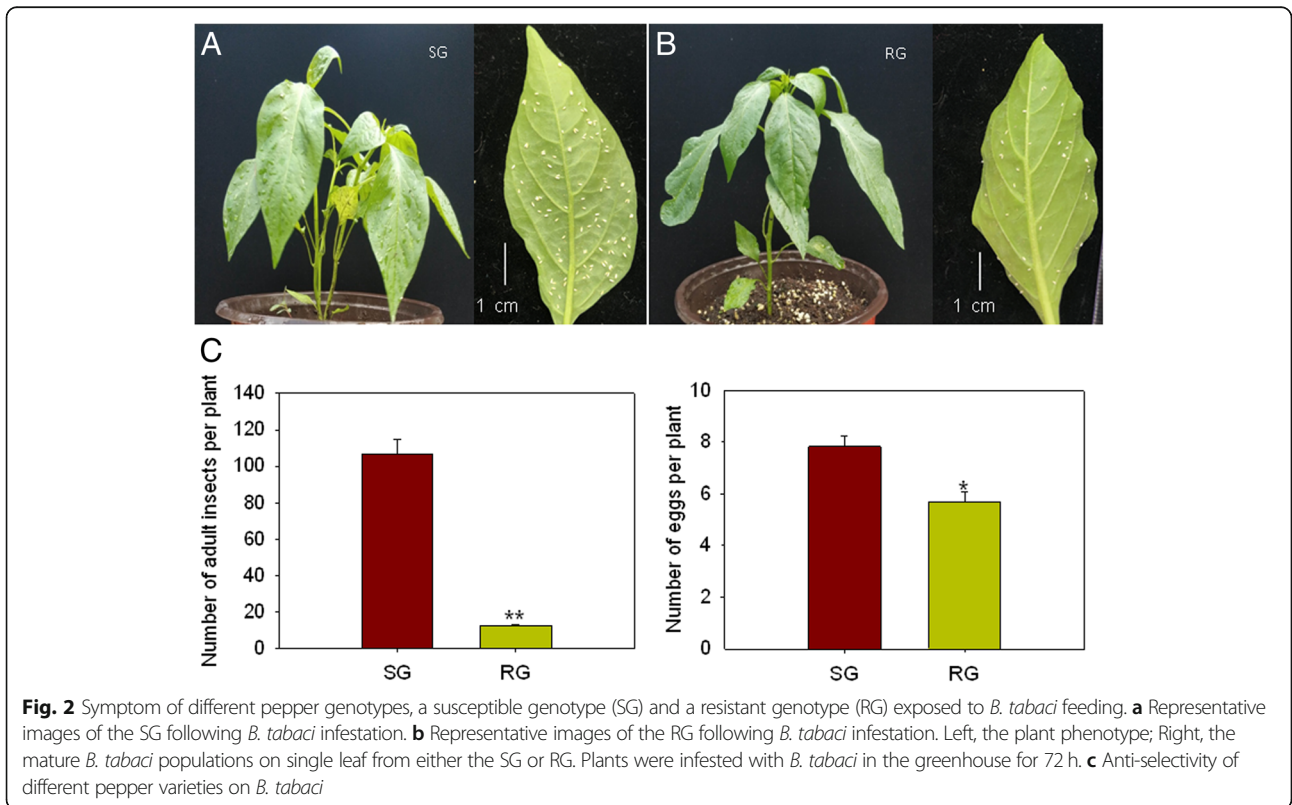 A
SG
1 cm
B
RG
1 cm
C
Number of adult insects per plant
140
120
100
80
60
40
20
0
**
SG
RG
Number of eggs per plant
10
8
6
4
2
0
*
SG
RG
Fig. 2 Symptom of different pepper genotypes, a susceptible genotype (SG) and a resistant genotype (RG) exposed to B. tabaci feeding. a Representative
images of the SG following B. tabaci infestation. b Representative images of the RG following B. tabaci infestation. Left, the plant phenotype; Right, the
mature B. tabaci populations on single leaf from either the SG or RG. Plants were infested with B. tabaci in the greenhouse for 72 h. c Anti-selectivity of
different pepper varieties on B. tabaci